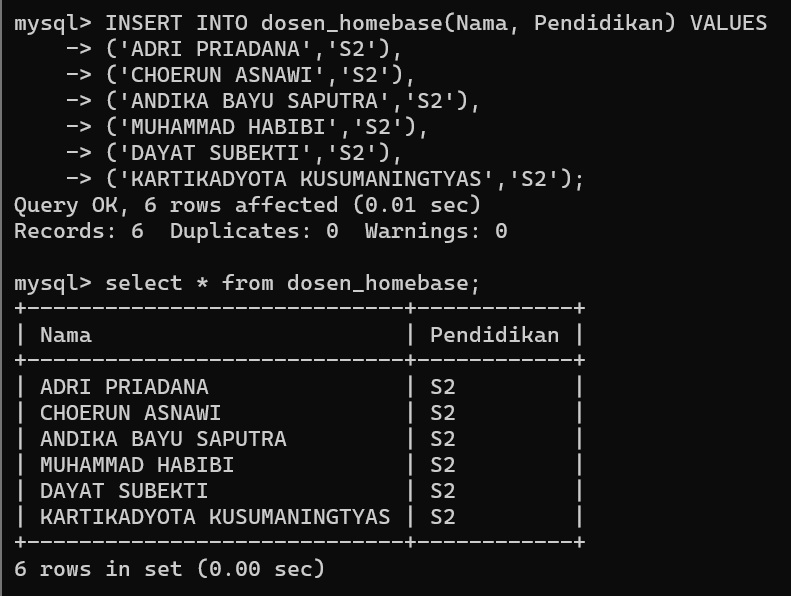 mysql> INSERT INTO dosen_homebase(Nama, Pendidikan) VALUES
    -> ('ADRI PRIADANA','S2'),
    -> ('CHOERUN ASNAWI','S2'),
    -> ('ANDIKA BAYU SAPUTRA','S2'),
    -> ('MUHAMMAD HABIBI','S2'),
    -> ('DAYAT SUBEKTI','S2'),
    -> ('KARTIKADYOTA KUSUMANINGTYAS','S2');
Query OK, 6 rows affected (0.01 sec)
Records: 6  Duplicates: 0  Warnings: 0

mysql> select * from dosen_homebase;
+-----------------------------+------------+
| Nama                        | Pendidikan |
+-----------------------------+------------+
| ADRI PRIADANA               | S2         |
| CHOERUN ASNAWI              | S2         |
| ANDIKA BAYU SAPUTRA         | S2         |
| MUHAMMAD HABIBI             | S2         |
| DAYAT SUBEKTI               | S2         |
| KARTIKADYOTA KUSUMANINGTYAS | S2         |
+-----------------------------+------------+
6 rows in set (0.00 sec)